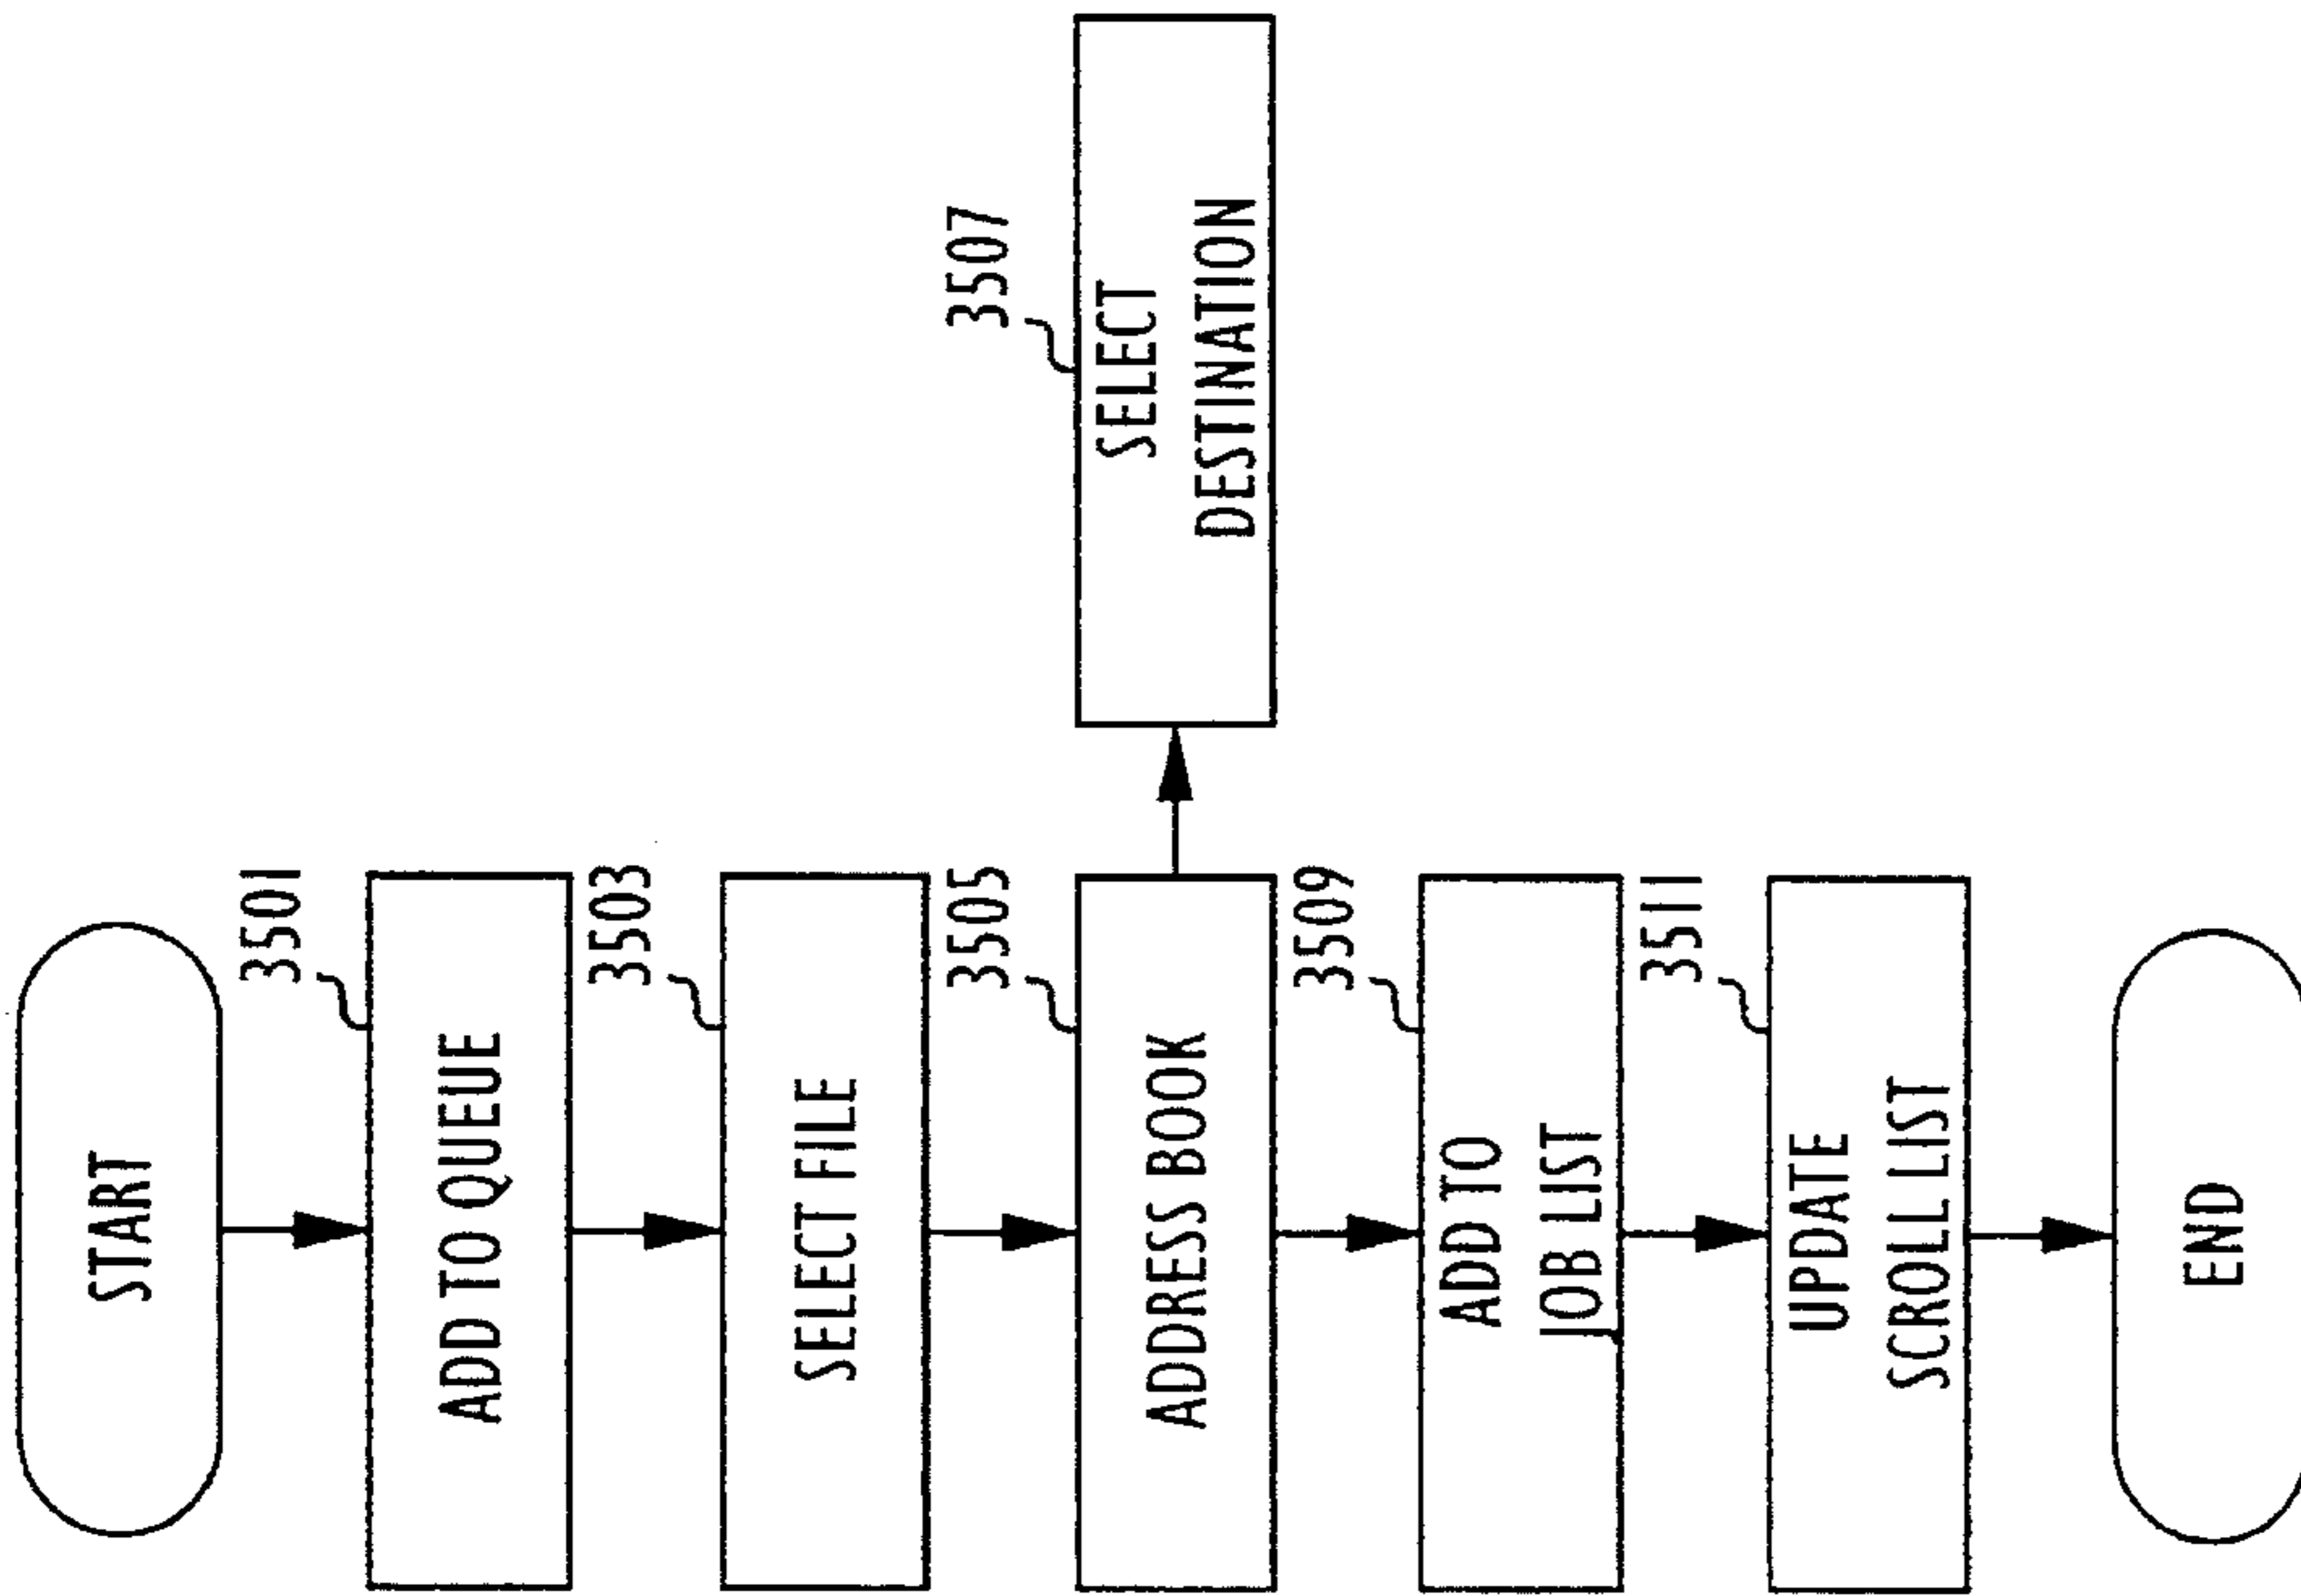 START
3501
ADD TO QUEUE
3503
SELECT FILE
3505
ADDRESS BOOK
3507
SELECT
DESTINATION
3509
ADD TO
JOB LIST
3511
UPDATE
SCROLL LIST
END